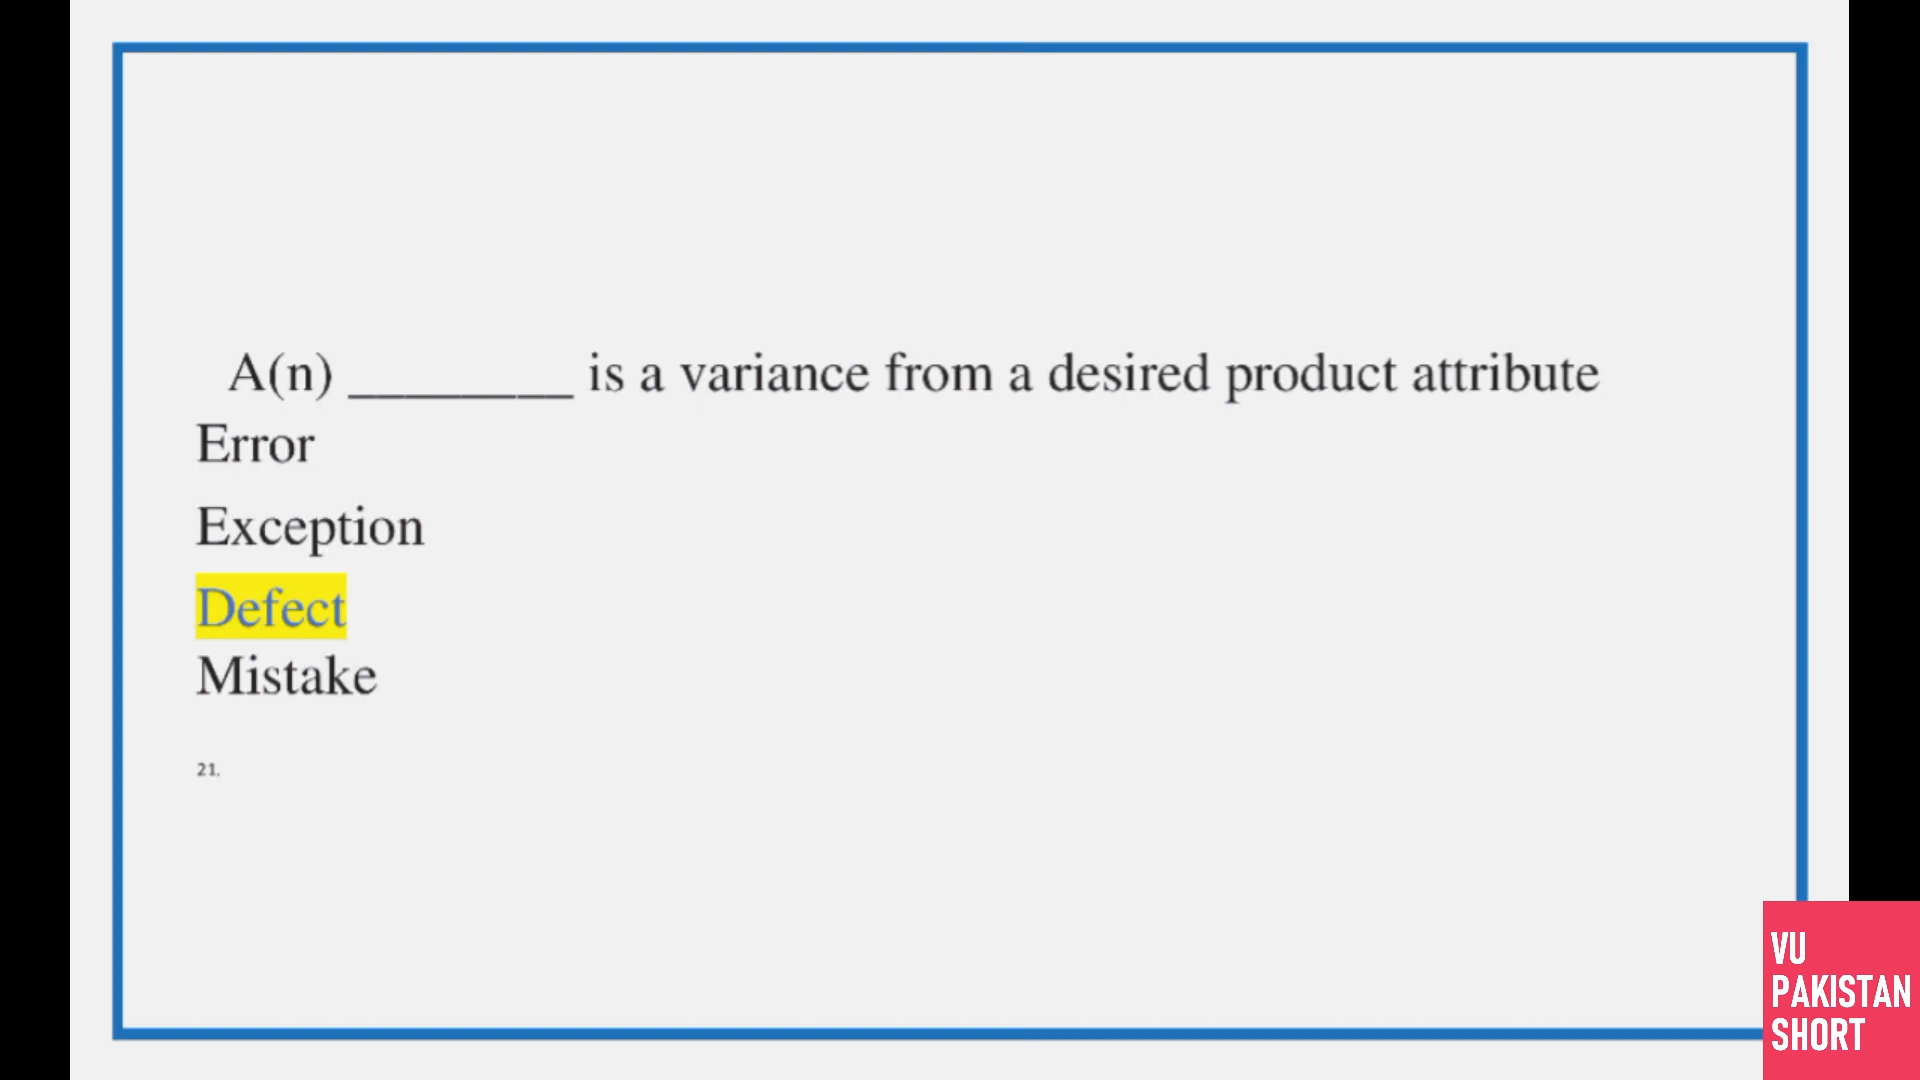 A(n) ________ is a variance from a desired product attribute
Error
Exception
Defect
Mistake
21.
VU
PAKISTAN
SHORT